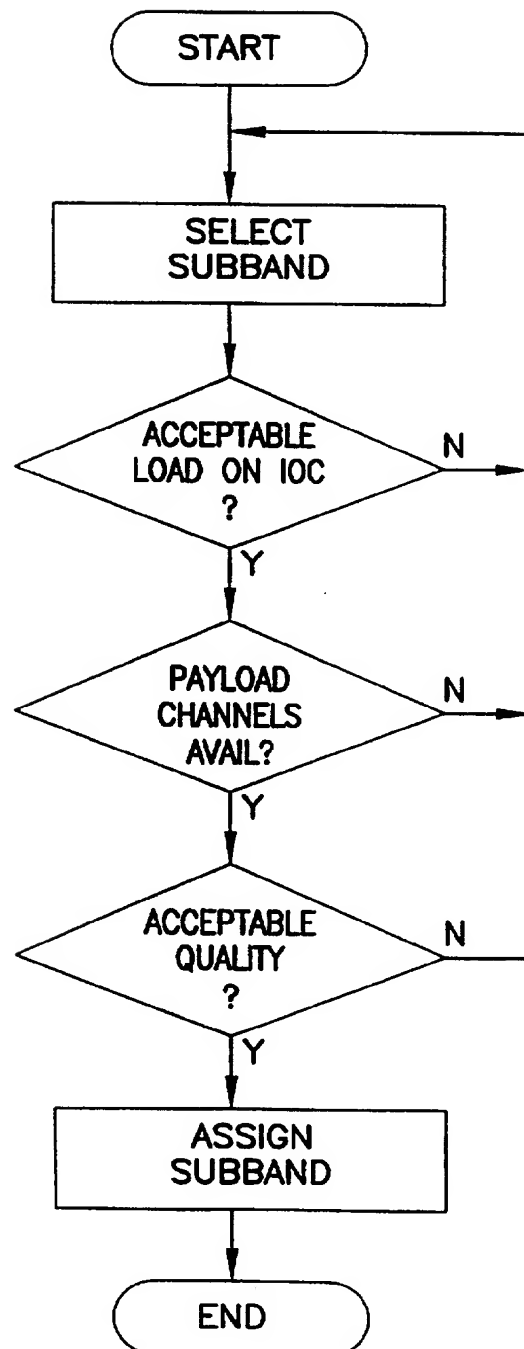 START
SELECT
SUBBAND
ACCEPTABLE
LOAD ON IOC
?
N
Y
PAYLOAD
CHANNELS
AVAIL?
N
Y
ACCEPTABLE
QUALITY
?
N
Y
ASSIGN
SUBBAND
END